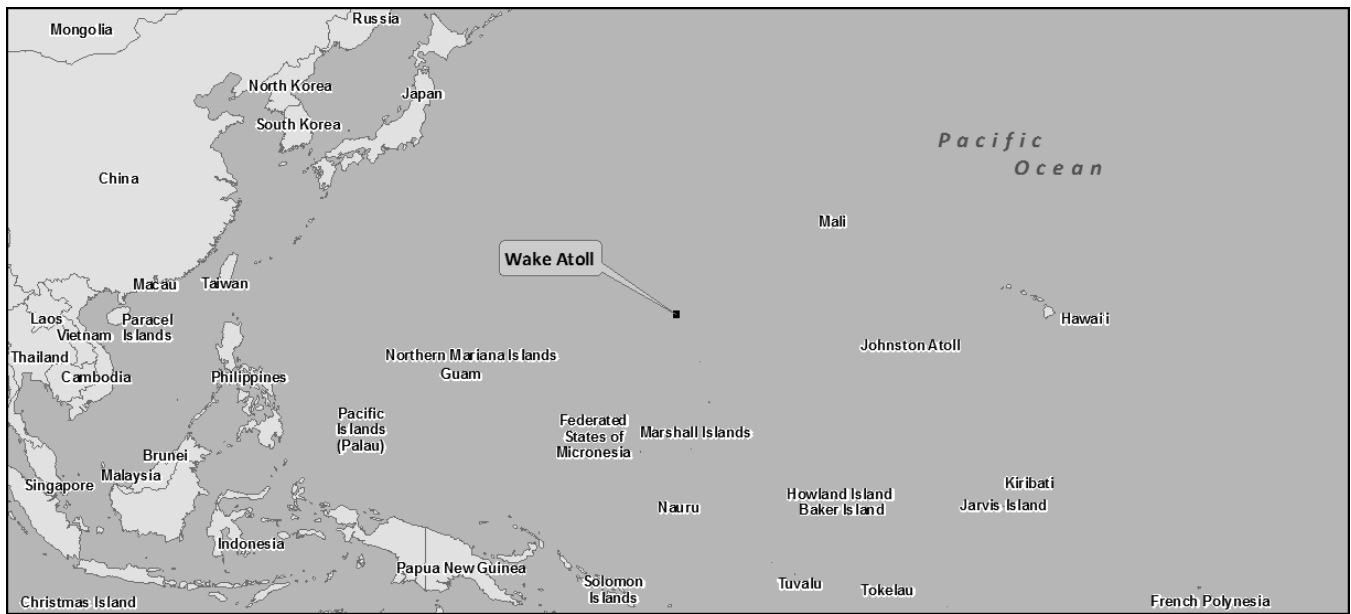 Mongolia
Russia
North Korea
Japan
South Korea
Pacific
Ocean
China
Mali
Wake Atoll
Macau
Taiwan
Laos
Paracel
Islands
Vietnam
Hawai'i
Thailand
Northern Mariana Islands
Johnston Atoll
Cambodia
Philippines
Guam
Pacific
Islands
(Palau)
Federated
States of
Micronesia
Marshall Islands
Brunei
Malaysia
Singapore
Kiribati
Howland Island
Baker Island
Jarvis Island
Nauru
Indonesia
Papua New Guinea
Solomon
Islands
Tuvalu
Tokelau
Christmas Island
French Polynesia